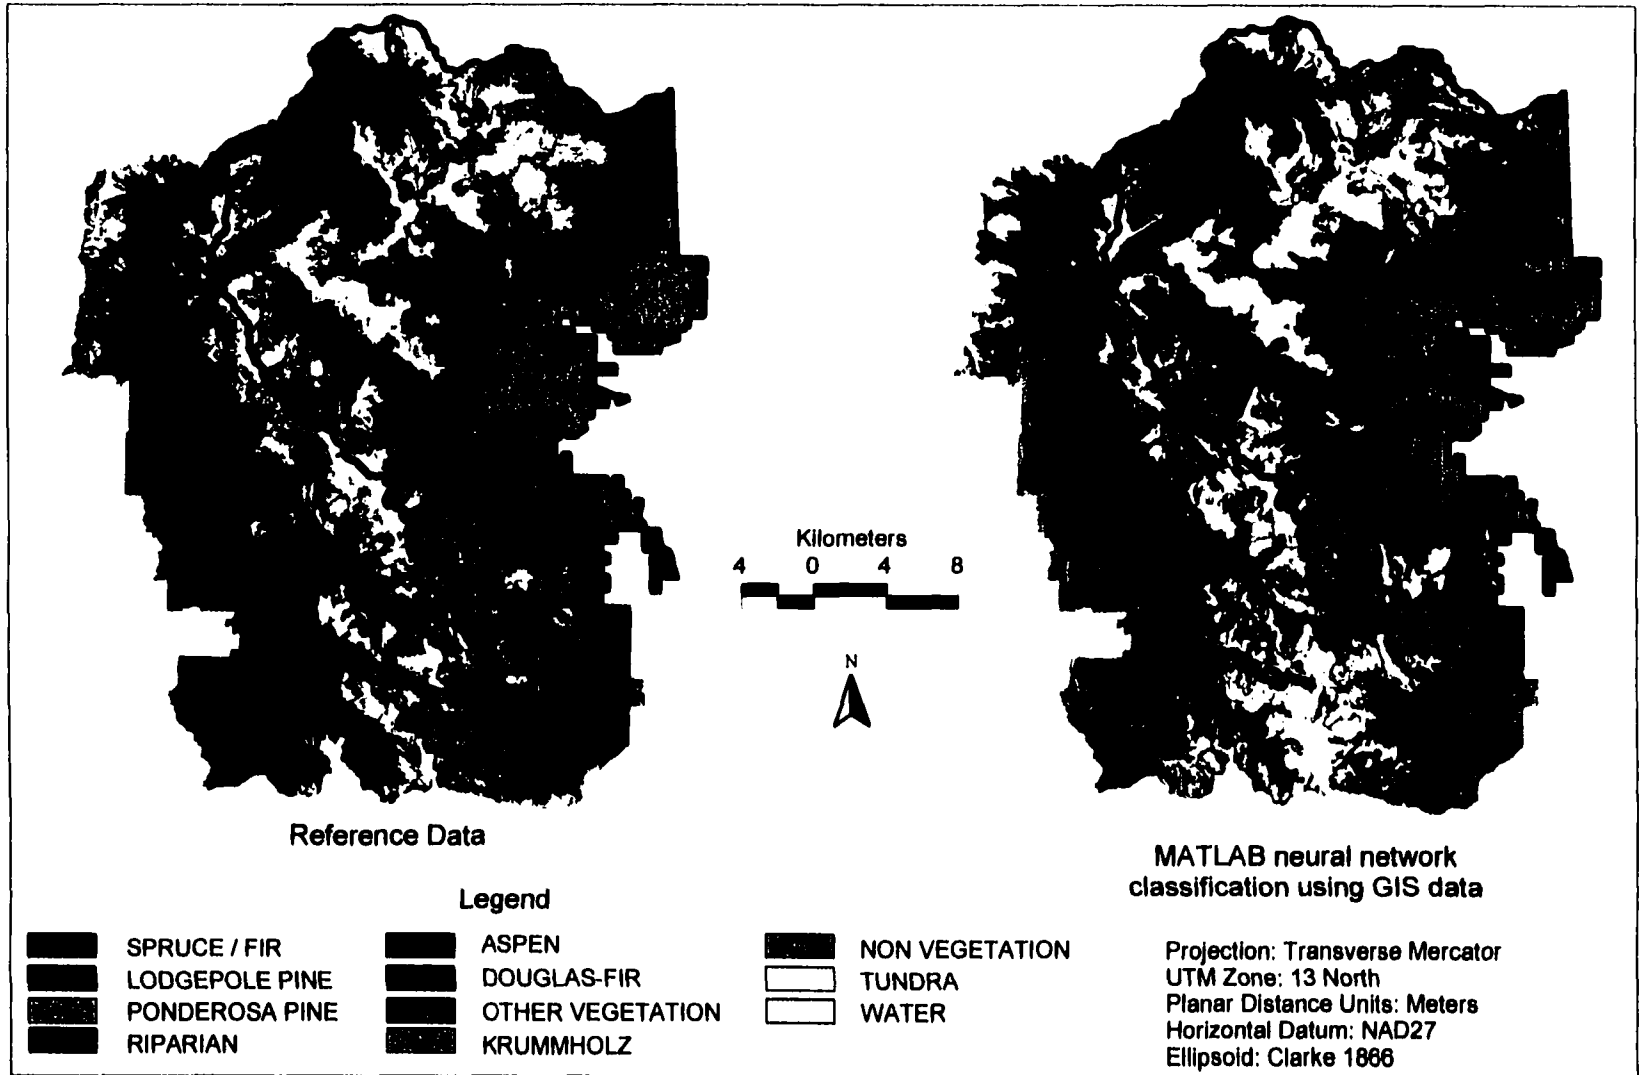 Kilometers
4 0 4 8
N
Reference Data
MATLAB neural network
classification using GIS data
Legend
SPRUCE / FIR
LODGEPOLE PINE
PONDEROSA PINE
RIPARIAN
ASPEN
DOUGLAS-FIR
OTHER VEGETATION
KRUMMHOLZ
NON VEGETATION
TUNDRA
WATER
Projection: Transverse Mercator
UTM Zone: 13 North
Planar Distance Units: Meters
Horizontal Datum: NAD27
Ellipsoid: Clarke 1866